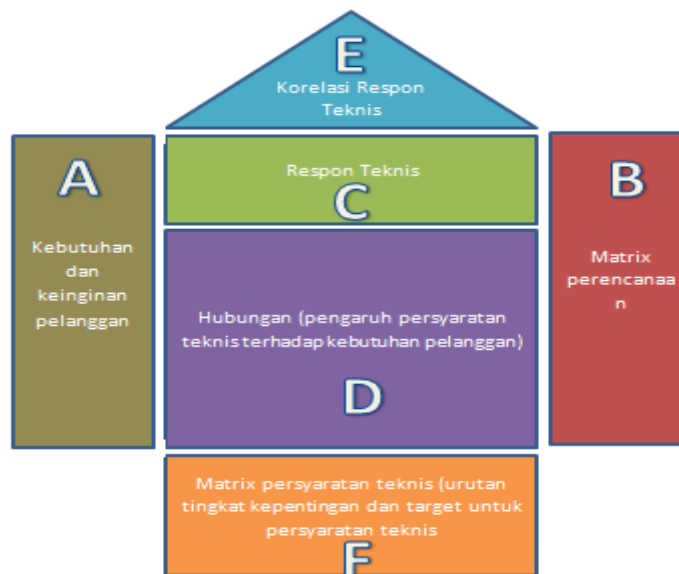 E
Korelasi Respon
Teknis
A
Kebutuhan
dan
keinginan
pelanggan
Respon Teknis
C
B
Matrix
perencanaa
n
Hubungan (pengaruh persyaratan
teknis terhadap kebutuhan pelanggan)
D
Matrix persyaratan teknis (urutan
tingkat kepentingan dan target untuk
persyaratan teknis
F